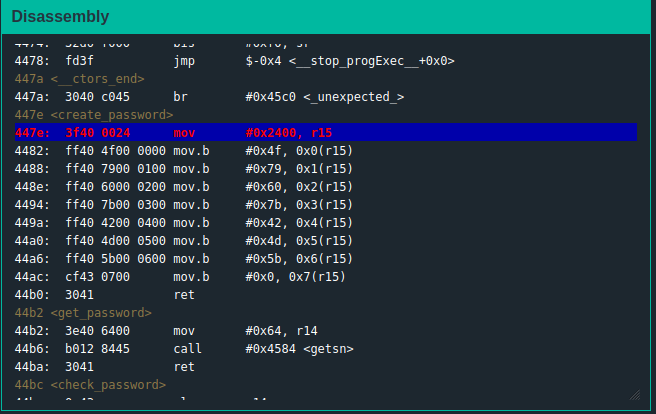 Disassembly
4478: fd3f jmp $-0x4 <__stop_progExec__+0x0>
447a <__ctors_end>
447a: 3040 c045 br #0x45c0 <_unexpected_>
447e <create_password>
447e: 3f40 0024 mov #0x2400, r15
4482: ff40 4f00 0000 mov.b #0x4f, 0x0(r15)
4488: ff40 7900 0100 mov.b #0x79, 0x1(r15)
448e: ff40 6000 0200 mov.b #0x60, 0x2(r15)
4494: ff40 7b00 0300 mov.b #0x7b, 0x3(r15)
449a: ff40 4200 0400 mov.b #0x42, 0x4(r15)
44a0: ff40 4d00 0500 mov.b #0x4d, 0x5(r15)
44a6: ff40 5b00 0600 mov.b #0x5b, 0x6(r15)
44ac: cf43 0700 mov.b #0x0, 0x7(r15)
44b0: 3041 ret
44b2 <get_password>
44b2: 3e40 6400 mov #0x64, r14
44b6: b012 8445 call #0x4584 <getsn>
44ba: 3041 ret
44bc <check_password>